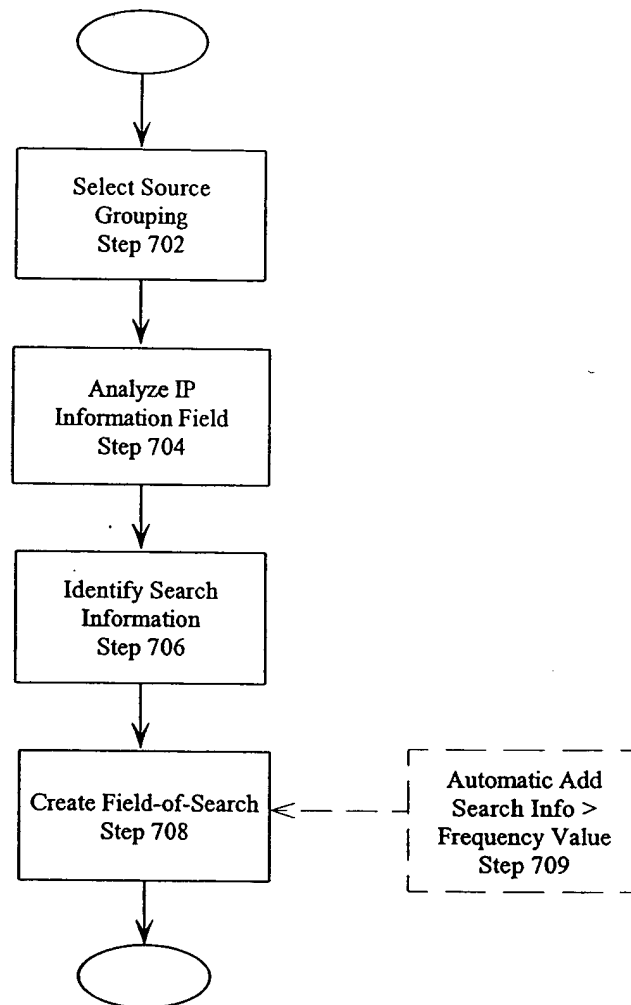 Select Source
Grouping
Step 702
Analyze IP
Information Field
Step 704
Identify Search
Information
Step 706
Create Field-of-Search
Step 708
Automatic Add
Search Info >
Frequency Value
Step 709